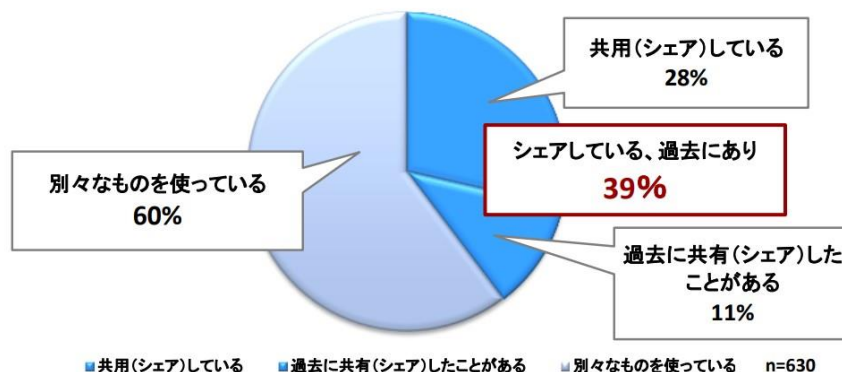 共用(シェア)している
28%
シェアしている、過去にあり
39%
別々なものを使っている
60%
過去に共有(シェア)した
ことがある
11%
共用(シェア)している 過去に共有(シェア)したことがある 別々なものを使っている n=630